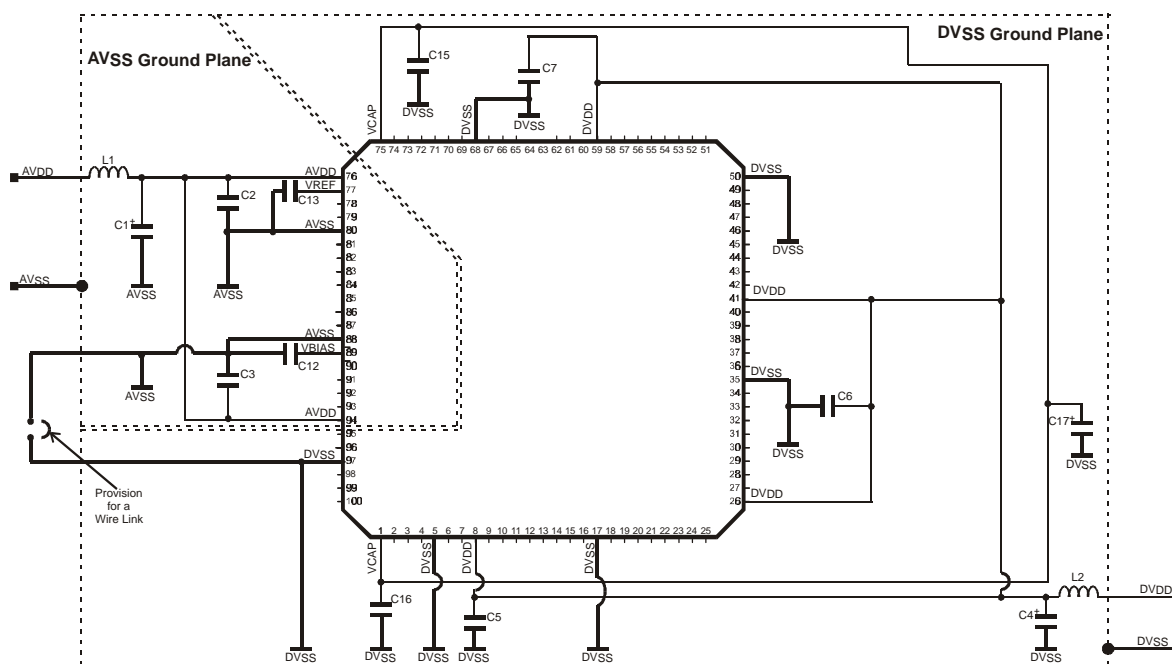 AVSS Ground Plane
DVSS Ground Plane
C15
C7
DVSS
DVSS
VCAP
DVSS
DVDD
75 74 73 72 71 70 69 68 67 66 65 64 63 62 61 60 59 58 57 56 55 54 53 52 51
AVDD
L1
AVDD
76
VREF
77
C2
C13
78
79
C1‡
AVSS
80
81
82
83
AVSS
84
AVSS
AVSS
85
86
87
AVSS
88
VBIAS
89
C12
90
C3
91
AVSS
92
93
AVDD
94
95
96
DVSS
97
98
99
100
Provision
for a
Wire Link
50
DVSS
49
48
47
46
45
DVSS
44
43
42
DVDD
41
40
39
38
37
36
DVSS
35
34
C6
33
32
31
30
DVSS
29
28
27
DVDD
26
C17‡
DVSS
1 2 3 4 5 6 7 8 9 10 11 12 13 14 15 16 17 18 19 20 21 22 23 24 25
VCAP
DVSS
DVDD
DVSS
C16
C5
L2
DVDD
C4‡
DVSS
DVSS
DVSS
DVSS
DVSS
DVSS
DVSS
DVSS